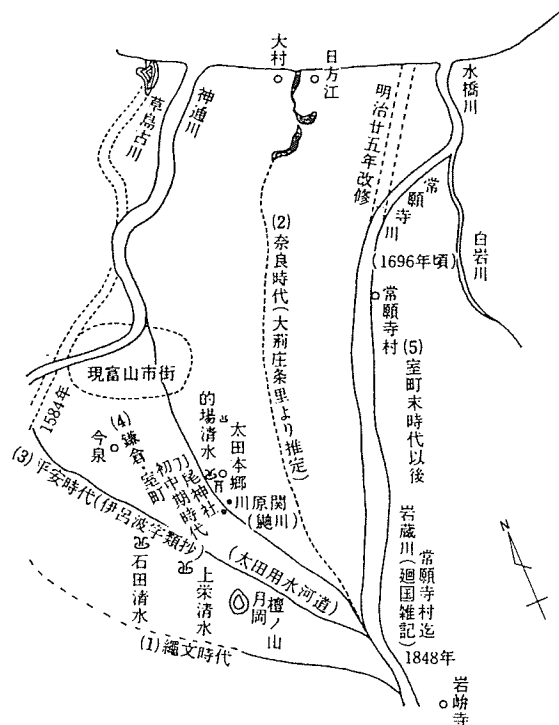 大村
日方江
水橋川
草島古川
神通川
明治廿五年改修
常願寺川
(1696年頃)
白岩川
常願寺村
(2)奈良時代(大荊庄条里より推定)
(5)室町末時代以後
現富山市街
1584年
的場清水
太田本郷
今泉
(4)鎌倉・室町初中期時代
刀尾神社
関川原
(鼬川)
(3)平安時代(伊呂波字類抄)
(太田用水河道)
石田清水
上栄清水
檀ノ山
月岡
(1)縄文時代
岩蔵川(廻国雑記)
常願寺村迄
1848年
岩峅寺
N